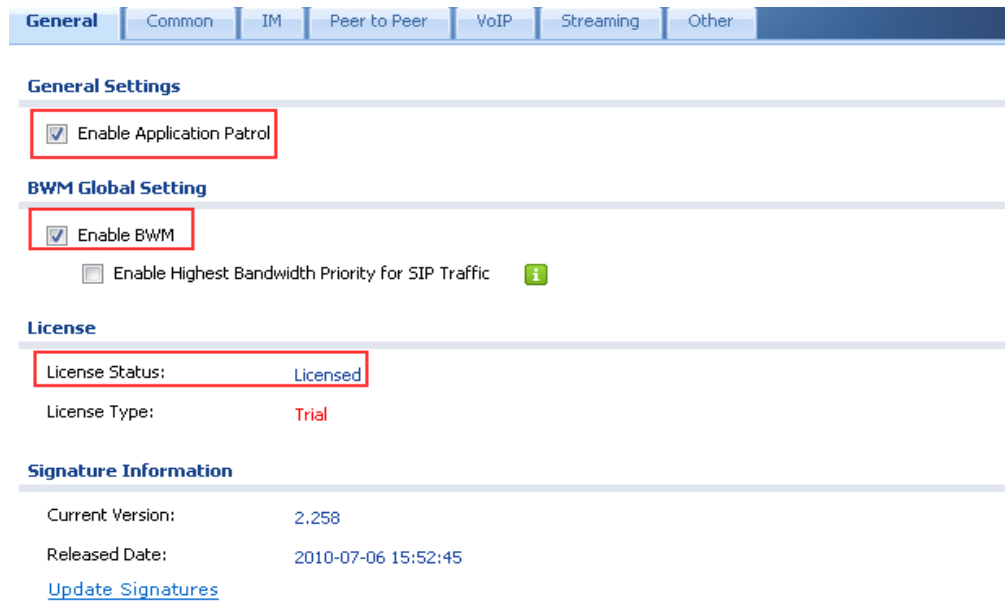 General Common IM Peer to Peer VoIP Streaming Other
General Settings
Enable Application Patrol
BWM Global Setting
Enable BWM
Enable Highest Bandwidth Priority for SIP Traffic i
License
License Status: Licensed
License Type: Trial
Signature Information
Current Version: 2.258
Released Date: 2010-07-06 15:52:45
Update Signatures